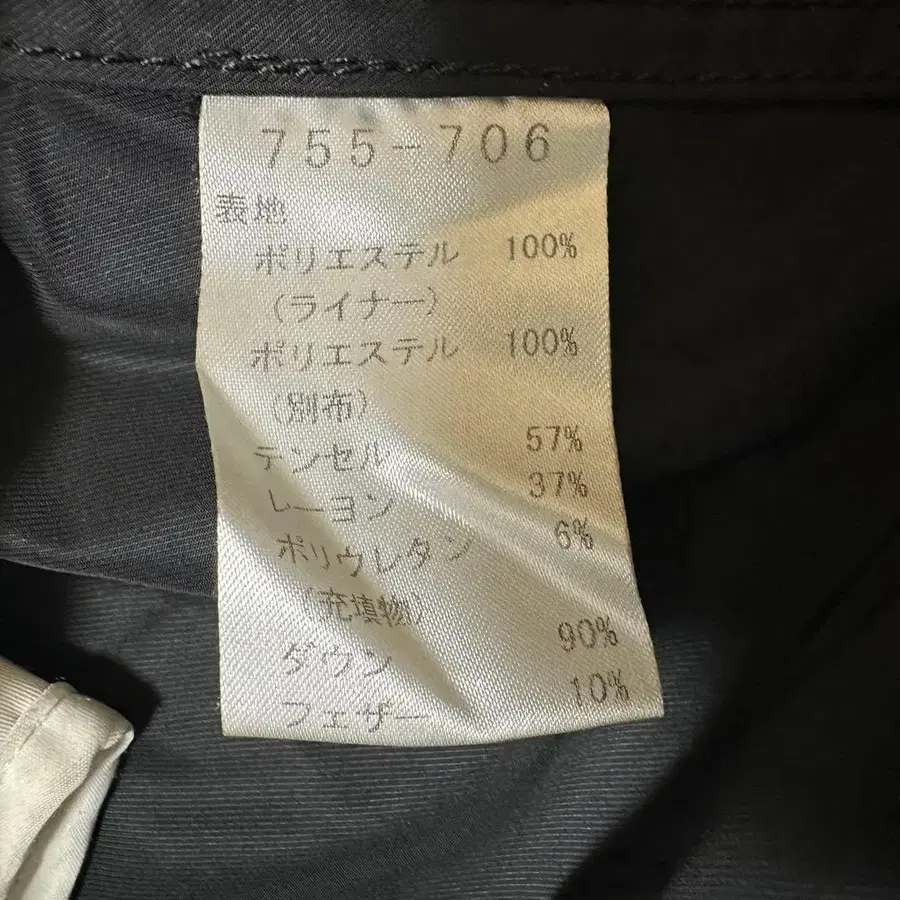 755-706
表地
ポリエステル 100%
(ライナー)
ポリエステル 100%
(別布)
テンセル 57%
レーヨン 37%
ポリウレタン 6%
(充填物)
ダウン 90%
フェザー 10%